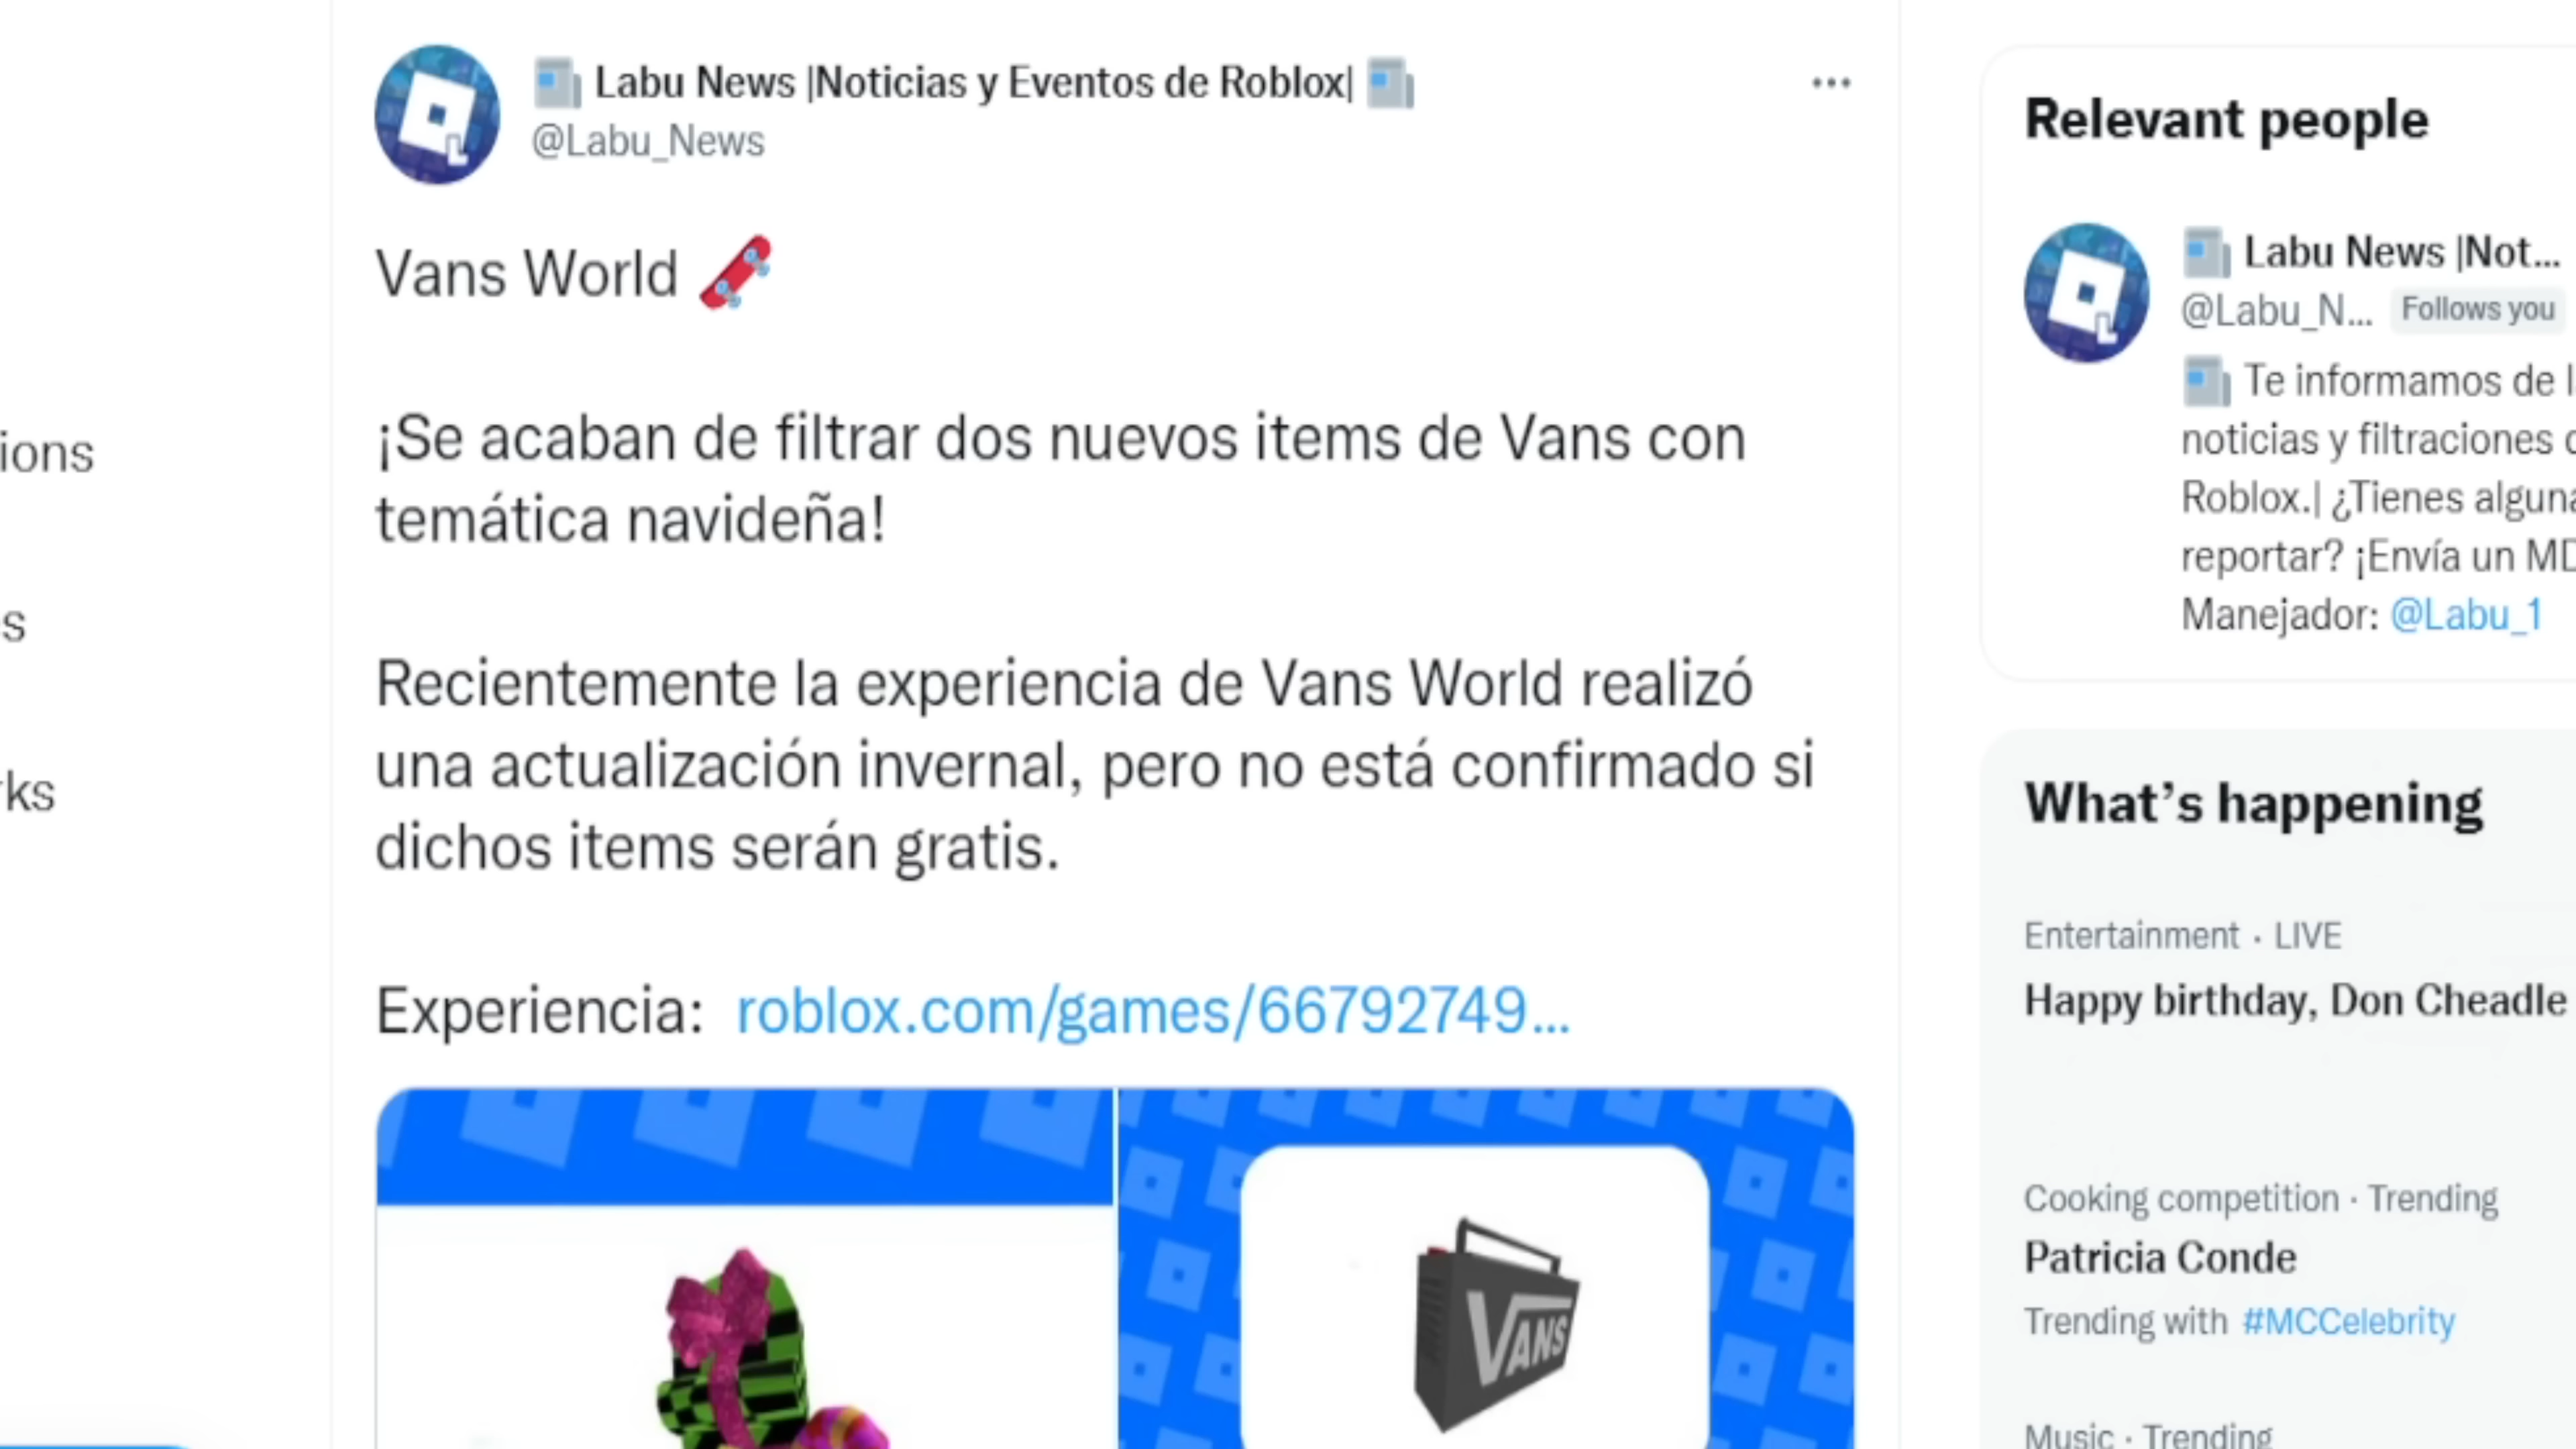 Labu News |Noticias y Eventos de Roblox|
@Labu_News
Vans World
¡Se acaban de filtrar dos nuevos items de Vans con
temática navideña!
Recientemente la experiencia de Vans World realizó
una actualización invernal, pero no está confirmado si
dichos items serán gratis.
Experiencia: roblox.com/games/66792749...
VANS
ions
s
rks
Relevant people
Labu News |Not...
@Labu_N... Follows you
Te informamos de l
noticias y filtraciones
Roblox.| ¿Tienes alguna
reportar? ¡Envía un MD
Manejador: @Labu_1
What's happening
Entertainment · LIVE
Happy birthday, Don Cheadle
Cooking competition · Trending
Patricia Conde
Trending with #MCCelebrity
Music · Trending